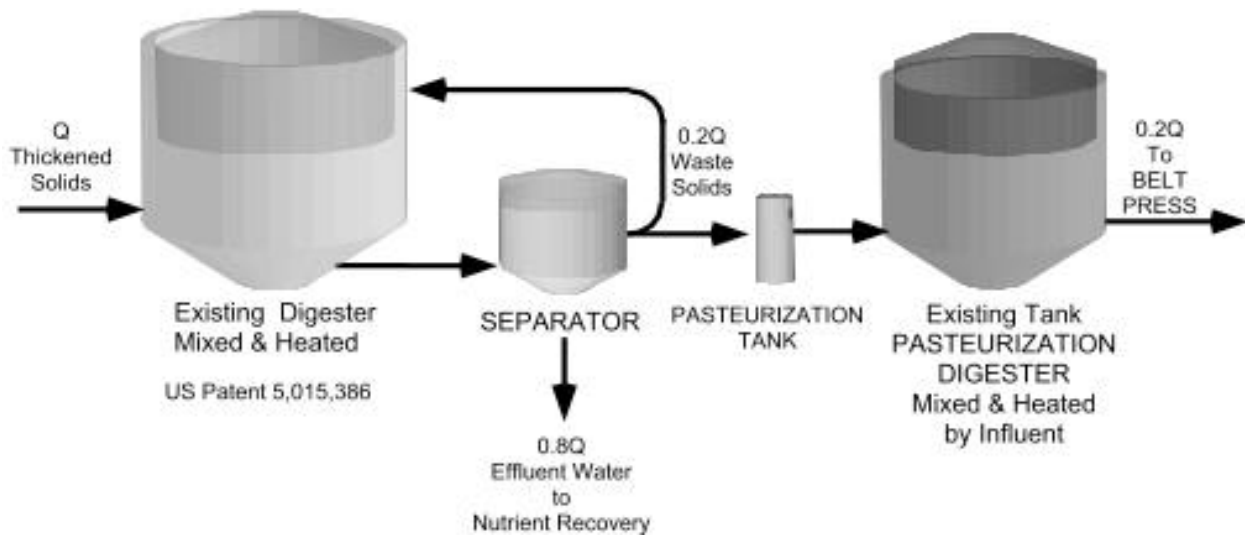 Q
Thickened
Solids
Existing Digester
Mixed & Heated
US Patent 5,015,386
SEPARATOR
0.8Q
Effluent Water
to
Nutrient Recovery
0.2Q
Waste
Solids
PASTEURIZATION
TANK
Existing Tank
PASTEURIZATION
DIGESTER
Mixed & Heated
by Influent
0.2Q
To
BELT
PRESS